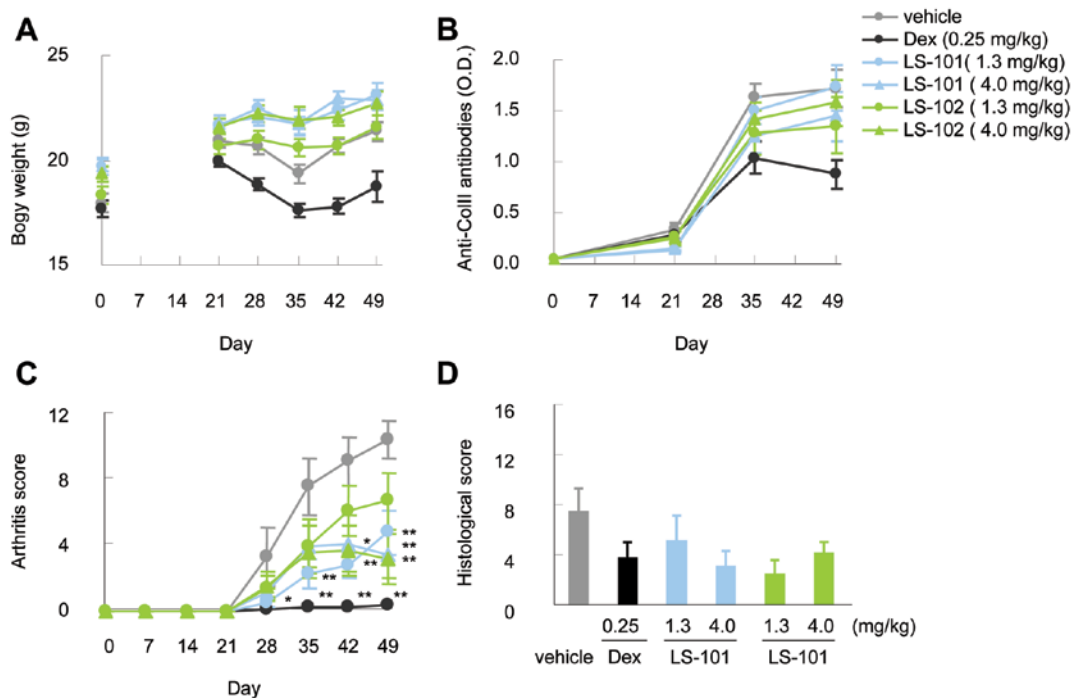 A
Bogy weight (g)
25
20
15
0 7 14 21 28 35 42 49
Day
B
Anti-ColII antibodies (O.D.)
2.0
1.5
1.0
0.5
0.0
0 7 14 21 28 35 42 49
Day
vehicle
Dex (0.25 mg/kg)
LS-101( 1.3 mg/kg)
LS-101 ( 4.0 mg/kg)
LS-102 ( 1.3 mg/kg)
LS-102 ( 4.0 mg/kg)
C
Arthritis score
12
8
4
0
0 7 14 21 28 35 42 49
Day
*
**
**
*
**
**
**
**
**
**
D
Histological score
16
12
8
4
0
0.25 1.3 4.0 1.3 4.0 (mg/kg)
vehicle Dex LS-101 LS-101